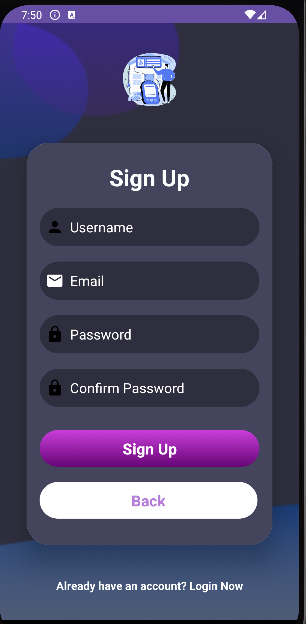 7:50
Sign Up
Username
Email
Password
Confirm Password
Sign Up
Back
Already have an account? Login Now